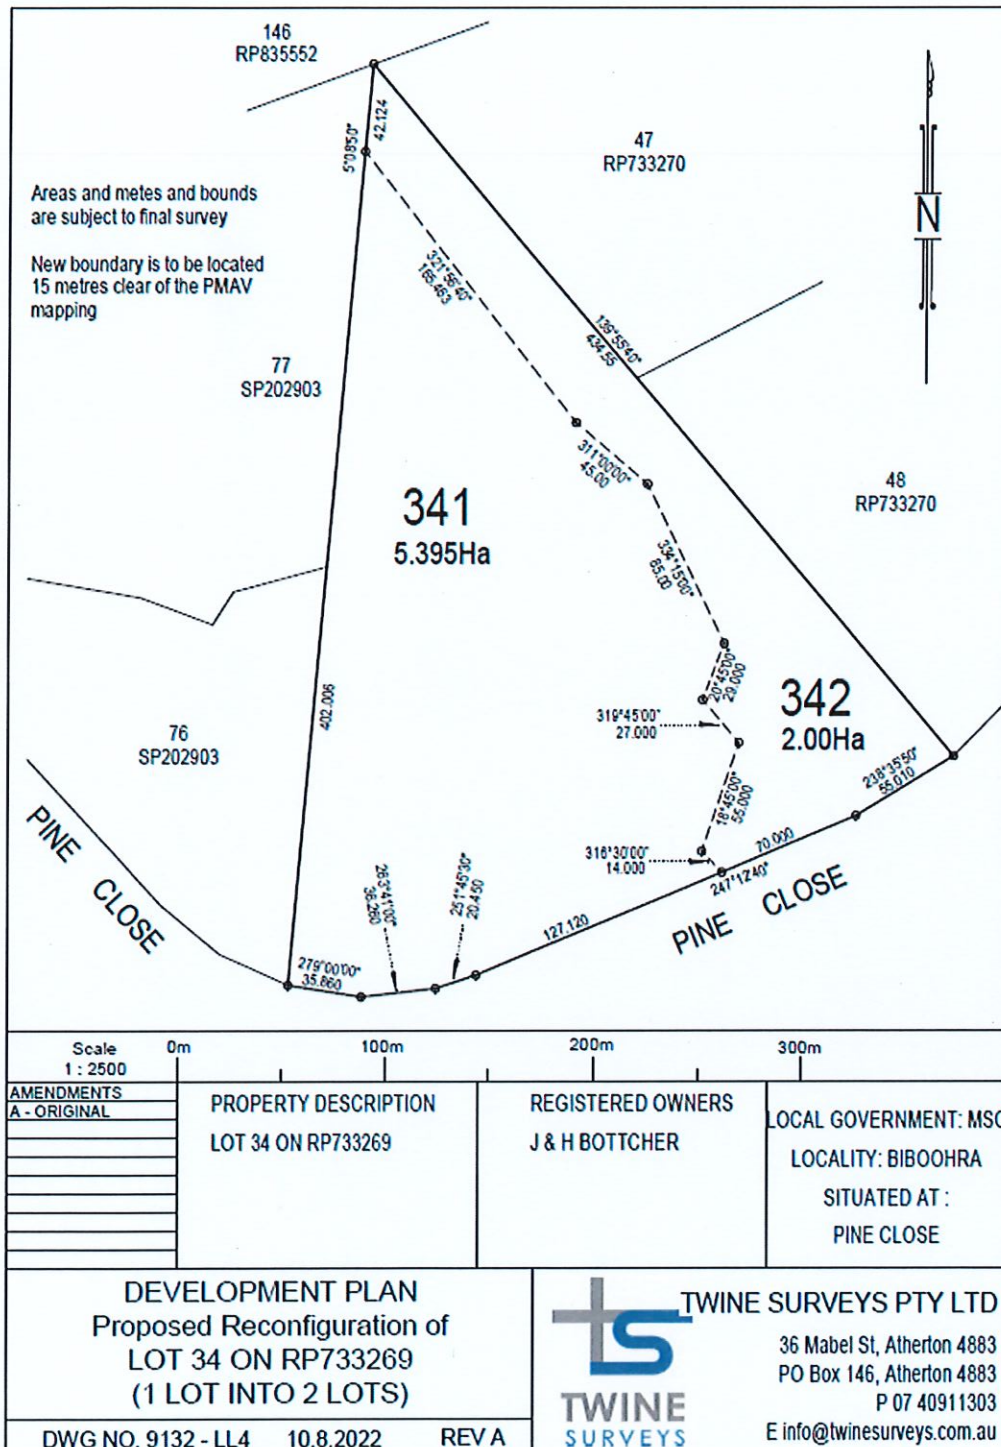 146
RP835552
5°08'50"
42.124
47
RP733270
Areas and metes and bounds
are subject to final survey
New boundary is to be located
15 metres clear of the PMAV
mapping
N
321°56'40"
165.463
139°55'40"
434.55
77
SP202903
311°00'00"
45.00
48
RP733270
341
5.395Ha
334°15'00"
85.00
20°45'00"
29.000
342
2.00Ha
319°45'00"
27.000
402.006
76
SP202903
238°35'50"
55.010
18°45'00"
55.000
70.000
247°12'40"
316°30'00"
14.000
PINE CLOSE
PINE CLOSE
127.120
251°45'30"
20.450
263°41'00"
36.260
279°00'00"
35.860
Scale
1 : 2500
0m 100m 200m 300m
AMENDMENTS
A - ORIGINAL
PROPERTY DESCRIPTION
LOT 34 ON RP733269
REGISTERED OWNERS
J & H BOTTCHER
LOCAL GOVERNMENT: MSC
LOCALITY: BIBOOHRA
SITUATED AT :
PINE CLOSE
DEVELOPMENT PLAN
Proposed Reconfiguration of
LOT 34 ON RP733269
(1 LOT INTO 2 LOTS)
DWG NO. 9132 - LL4 10.8.2022 REV A
ts
TWINE
SURVEYS
TWINE SURVEYS PTY LTD
36 Mabel St, Atherton 4883
PO Box 146, Atherton 4883
P 07 40911303
E info@twinesurveys.com.au